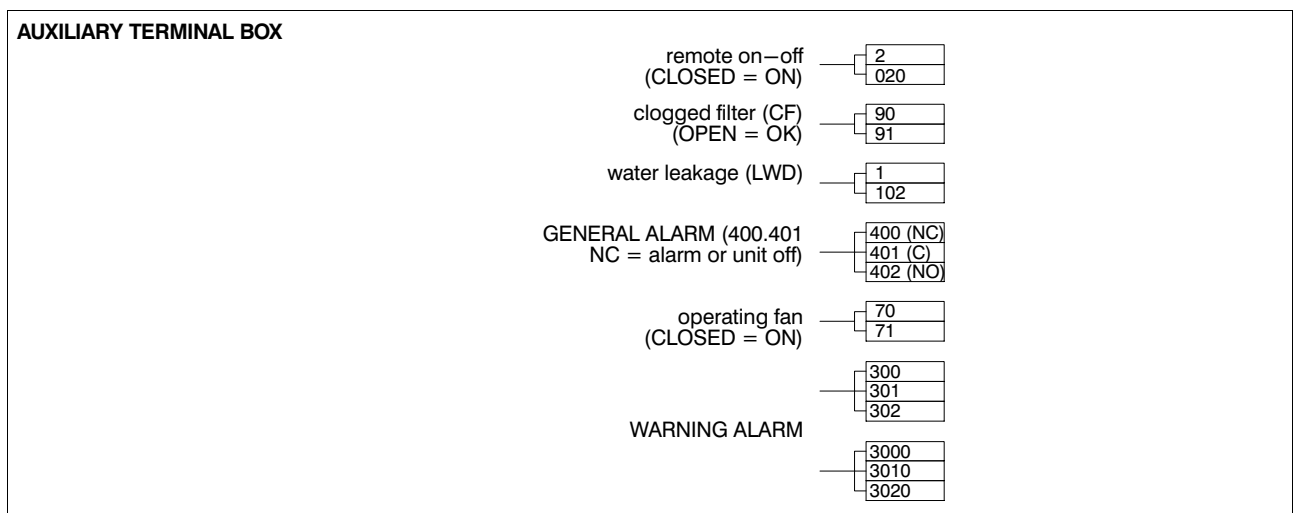 AUXILIARY TERMINAL BOX
remote on−off
(CLOSED = ON)
2
020
clogged filter (CF)
(OPEN = OK)
90
91
water leakage (LWD)
1
102
GENERAL ALARM (400.401
NC = alarm or unit off)
400 (NC)
401 (C)
402 (NO)
operating fan
(CLOSED = ON)
70
71
300
301
302
WARNING ALARM
3000
3010
3020